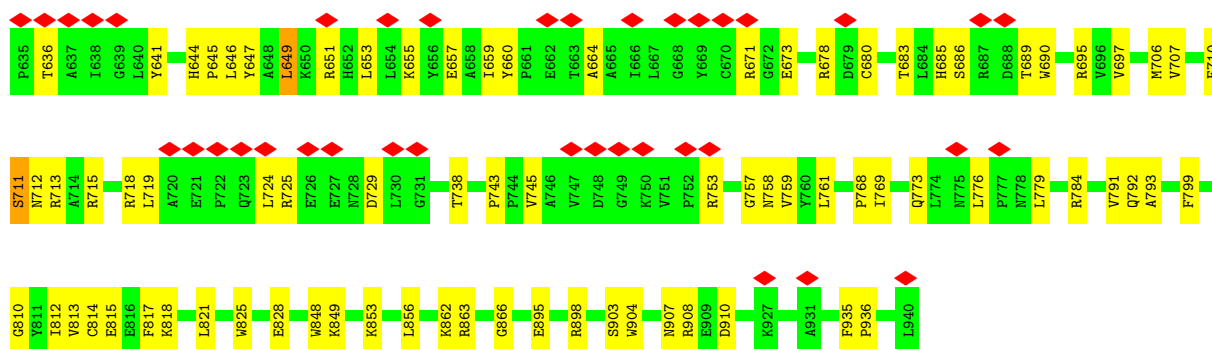 P635 T636 A637 I638 G639 L640 Y641 H644 P645 L646 Y647 A648 L649 K650 R651 H652 L653 L654 K655 Y656 E657 A658 I659 Y660 P661 E662 T663 A664 A665 I666 L667 G668 Y669 C670 R671 G672 E673 R678 D679 C680 T683 L684 H685 S686 R687 D688 T689 W690 R695 V696 V697 M706 V707
S711 N712 R713 A714 R715 R718 L719 A720 E721 P722 Q723 L724 R725 E726 E727 N728 D729 L730 G731 T738 P743 P744 V745 A746 V747 D748 G749 K750 V751 P752 R753 G757 N758 V759 Y760 L761 P768 I769 Q773 L774 N775 L776 P777 N778 L779 R784 V791 Q792 A793 F799
G810 Y811 I812 V813 C814 E815 E816 F817 K818 L821 W825 E828 W848 K849 K853 L856 K862 R863 G866 E895 R898 S903 W904 N907 R908 E909 D910 K927 A931 F935 P936 L940